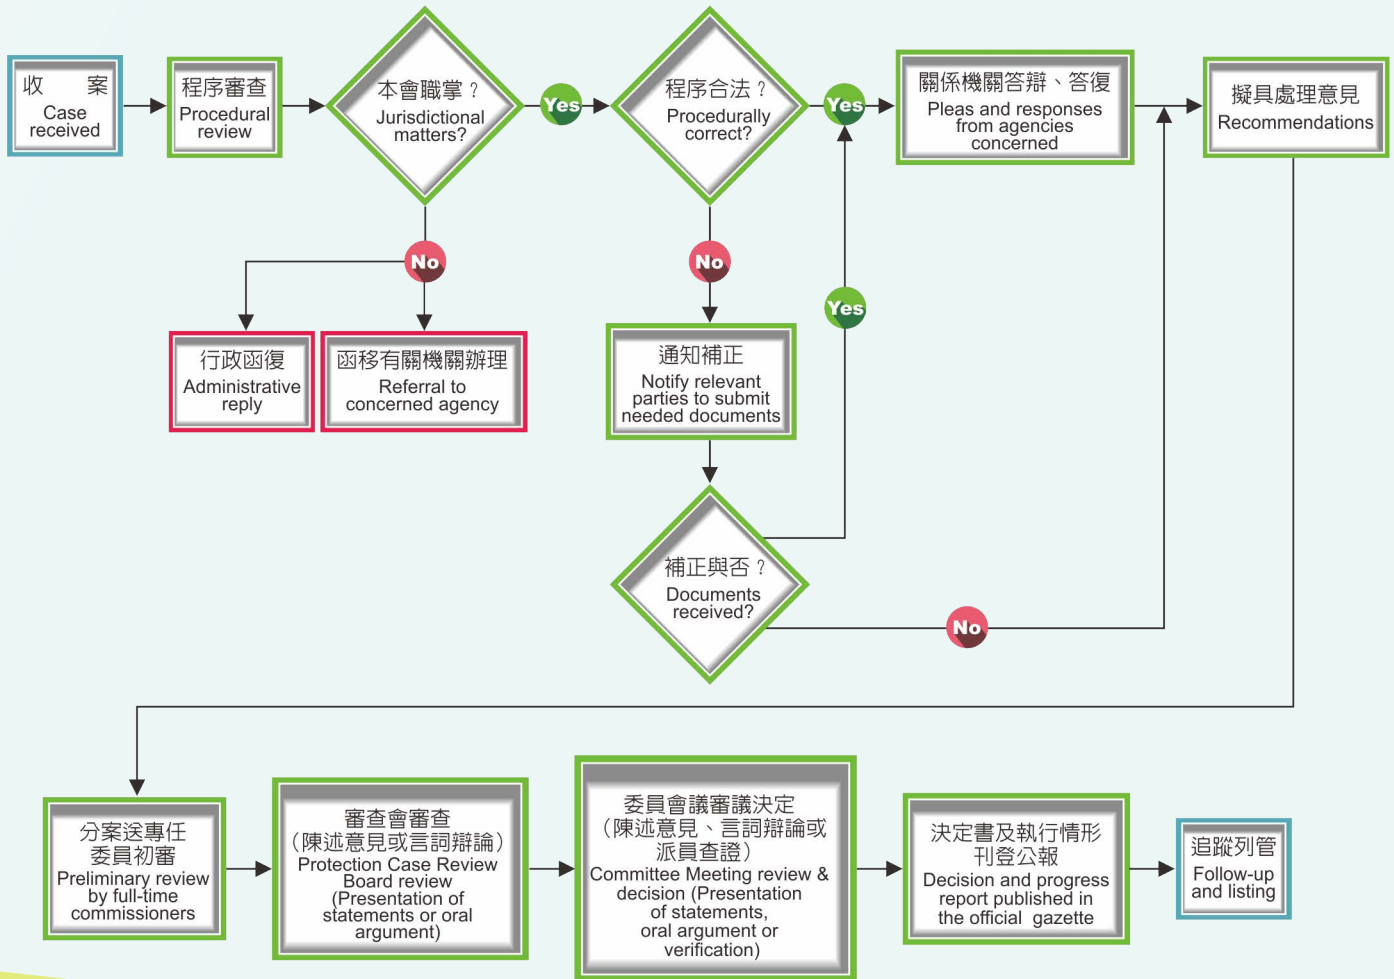 收 案
Case
received
程序審查
Procedural
review
本會職掌？
Jurisdictional
matters?
Yes
程序合法？
Procedurally
correct?
Yes
關係機關答辯、答復
Pleas and responses
from agencies
concerned
擬具處理意見
Recommendations
No
行政函復
Administrative
reply
函移有關機關辦理
Referral to
concerned agency
No
通知補正
Notify relevant
parties to submit
needed documents
Yes
補正與否？
Documents
received?
No
分案送專任
委員初審
Preliminary review
by full-time
commissioners
審查會審查
（陳述意見或言詞辯論）
Protection Case Review
Board review
(Presentation of
statements or oral
argument)
委員會議審議決定
（陳述意見、言詞辯論或
派員查證）
Committee Meeting review &
decision (Presentation
of statements,
oral argument or
verification)
決定書及執行情形
刊登公報
Decision and progress
report published in
the official gazette
追蹤列管
Follow-up
and listing